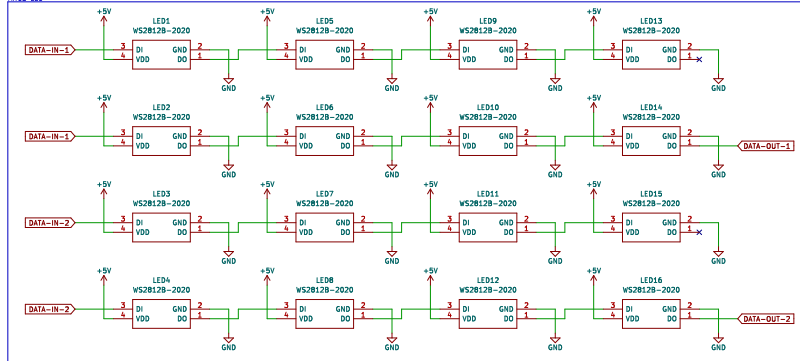 +5V LED1 +5V LED5 +5V LED9 +5V LED13
WS2812B-2020 WS2812B-2020 WS2812B-2020 WS2812B-2020
DATA-IN-1 3 DI GND 2 3 DI GND 2 3 DI GND 2 3 DI GND 2
4 VDD DO 1 4 VDD DO 1 4 VDD DO 1 4 VDD DO 1
GND GND GND GND
+5V LED2 +5V LED6 +5V LED10 +5V LED14
WS2812B-2020 WS2812B-2020 WS2812B-2020 WS2812B-2020
DATA-IN-1 3 DI GND 2 3 DI GND 2 3 DI GND 2 3 DI GND 2
4 VDD DO 1 4 VDD DO 1 4 VDD DO 1 4 VDD DO 1 DATA-OUT-1
GND GND GND GND
+5V LED3 +5V LED7 +5V LED11 +5V LED15
WS2812B-2020 WS2812B-2020 WS2812B-2020 WS2812B-2020
DATA-IN-2 3 DI GND 2 3 DI GND 2 3 DI GND 2 3 DI GND 2
4 VDD DO 1 4 VDD DO 1 4 VDD DO 1 4 VDD DO 1
GND GND GND GND
+5V LED4 +5V LED8 +5V LED12 +5V LED16
WS2812B-2020 WS2812B-2020 WS2812B-2020 WS2812B-2020
DATA-IN-2 3 DI GND 2 3 DI GND 2 3 DI GND 2 3 DI GND 2
4 VDD DO 1 4 VDD DO 1 4 VDD DO 1 4 VDD DO 1 DATA-OUT-2
GND GND GND GND